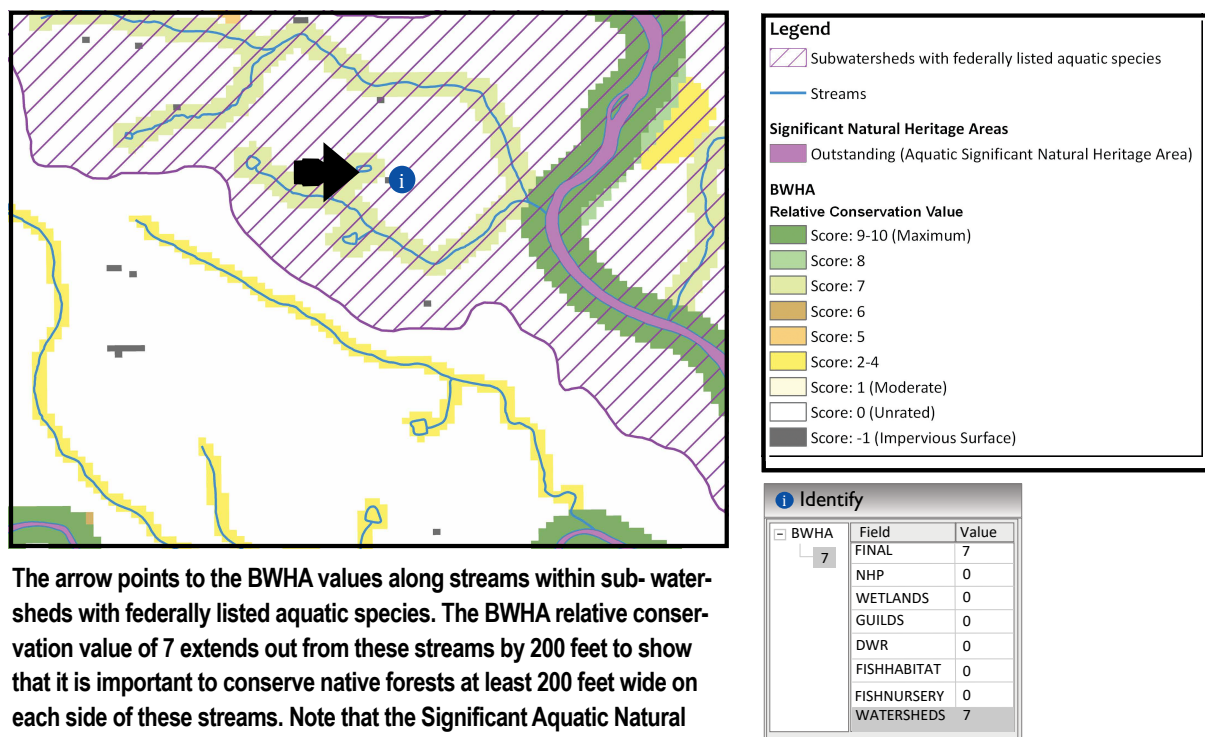 i
Legend
Subwatersheds with federally listed aquatic species
Streams
Significant Natural Heritage Areas
Outstanding (Aquatic Significant Natural Heritage Area)
BWHA
Relative Conservation Value
Score: 9-10 (Maximum)
Score: 8
Score: 7
Score: 6
Score: 5
Score: 2-4
Score: 1 (Moderate)
Score: 0 (Unrated)
Score: -1 (Impervious Surface)
i Identify
BWHA
7
Field Value
FINAL 7
NHP 0
WETLANDS 0
GUILDS 0
DWR 0
FISHHABITAT 0
FISHNURSERY 0
WATERSHEDS 7
The arrow points to the BWHA values along streams within sub- water-
sheds with federally listed aquatic species. The BWHA relative conser-
vation value of 7 extends out from these streams by 200 feet to show
that it is important to conserve native forests at least 200 feet wide on
each side of these streams. Note that the Significant Aquatic Natural